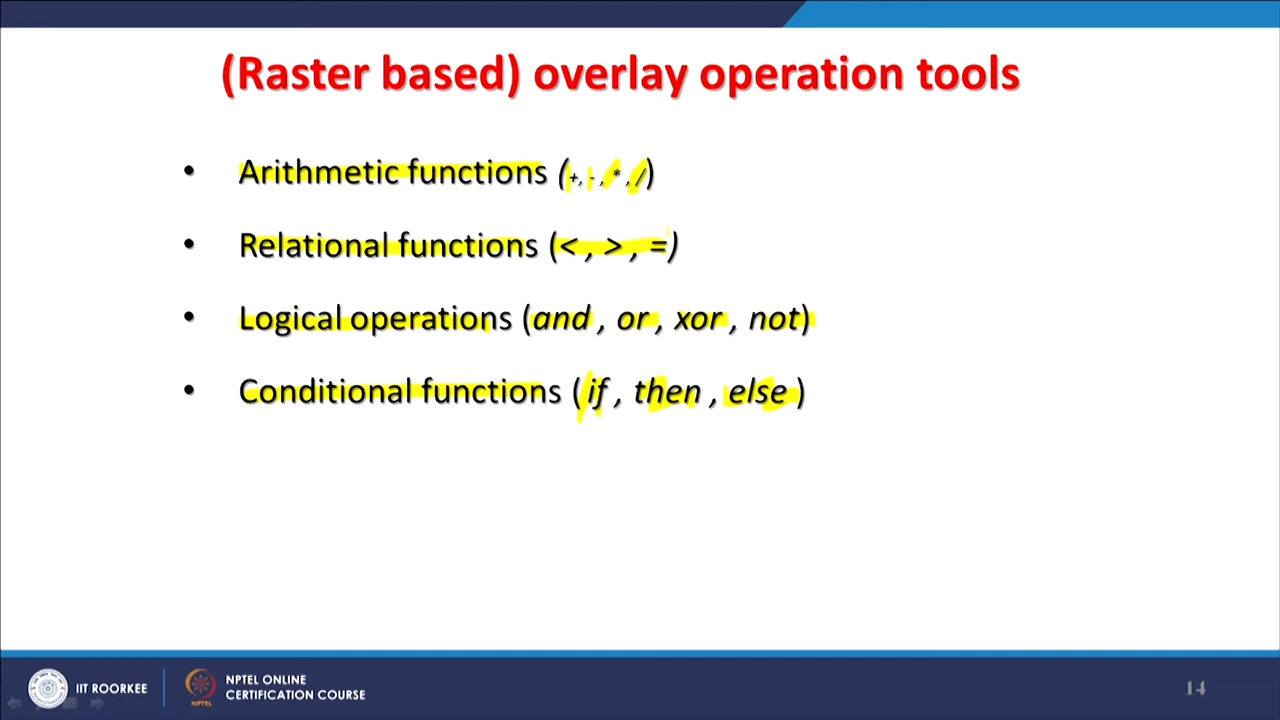 (Raster based) overlay operation tools
• Arithmetic functions (+, - , * , /)
• Relational functions (< , > , =)
• Logical operations (and , or , xor , not)
• Conditional functions ( if , then , else )
IIT ROORKEE
NPTEL
NPTEL ONLINE
CERTIFICATION COURSE
14